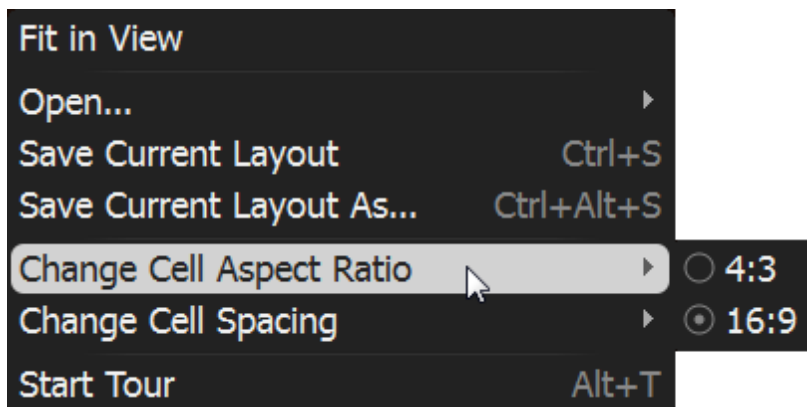 Fit in View
Open...
Save Current Layout Ctrl+S
Save Current Layout As... Ctrl+Alt+S
Change Cell Aspect Ratio
4:3
Change Cell Spacing
16:9
Start Tour Alt+T